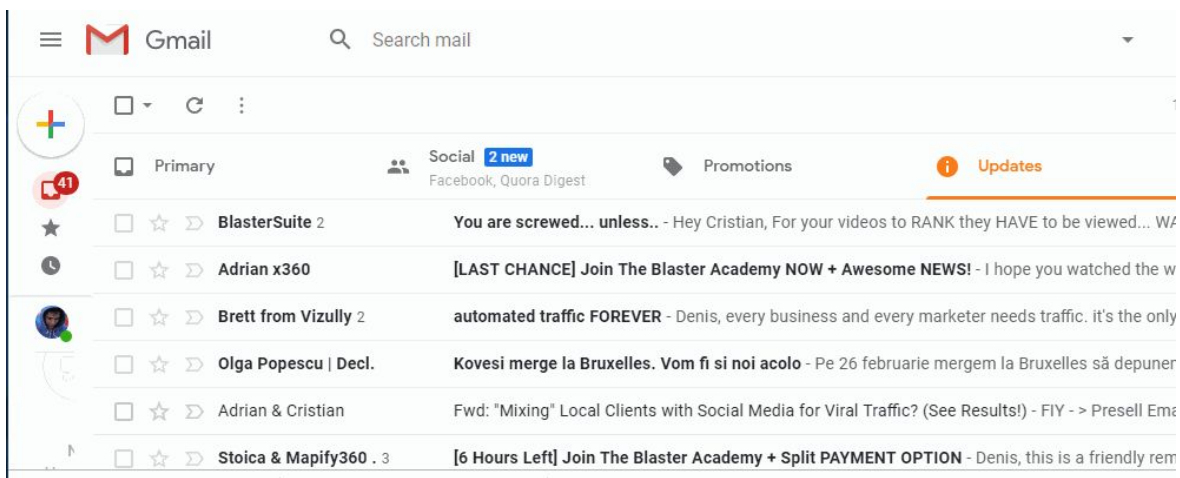 Gmail Search mail
Primary Social 2 new Promotions Updates
Facebook, Quora Digest
41
BlasterSuite 2 You are screwed... unless.. - Hey Cristian, For your videos to RANK they HAVE to be viewed... WA
Adrian x360 [LAST CHANCE] Join The Blaster Academy NOW + Awesome NEWS! - I hope you watched the w
Brett from Vizully 2 automated traffic FOREVER - Denis, every business and every marketer needs traffic. it's the only
Olga Popescu | Decl. Kovesi merge la Bruxelles. Vom fi si noi acolo - Pe 26 februarie mergem la Bruxelles să depunem
Adrian & Cristian Fwd: "Mixing" Local Clients with Social Media for Viral Traffic? (See Results!) - FIY - > Presell Ema
Stoica & Mapify360 . 3 [6 Hours Left] Join The Blaster Academy + Split PAYMENT OPTION - Denis, this is a friendly rem